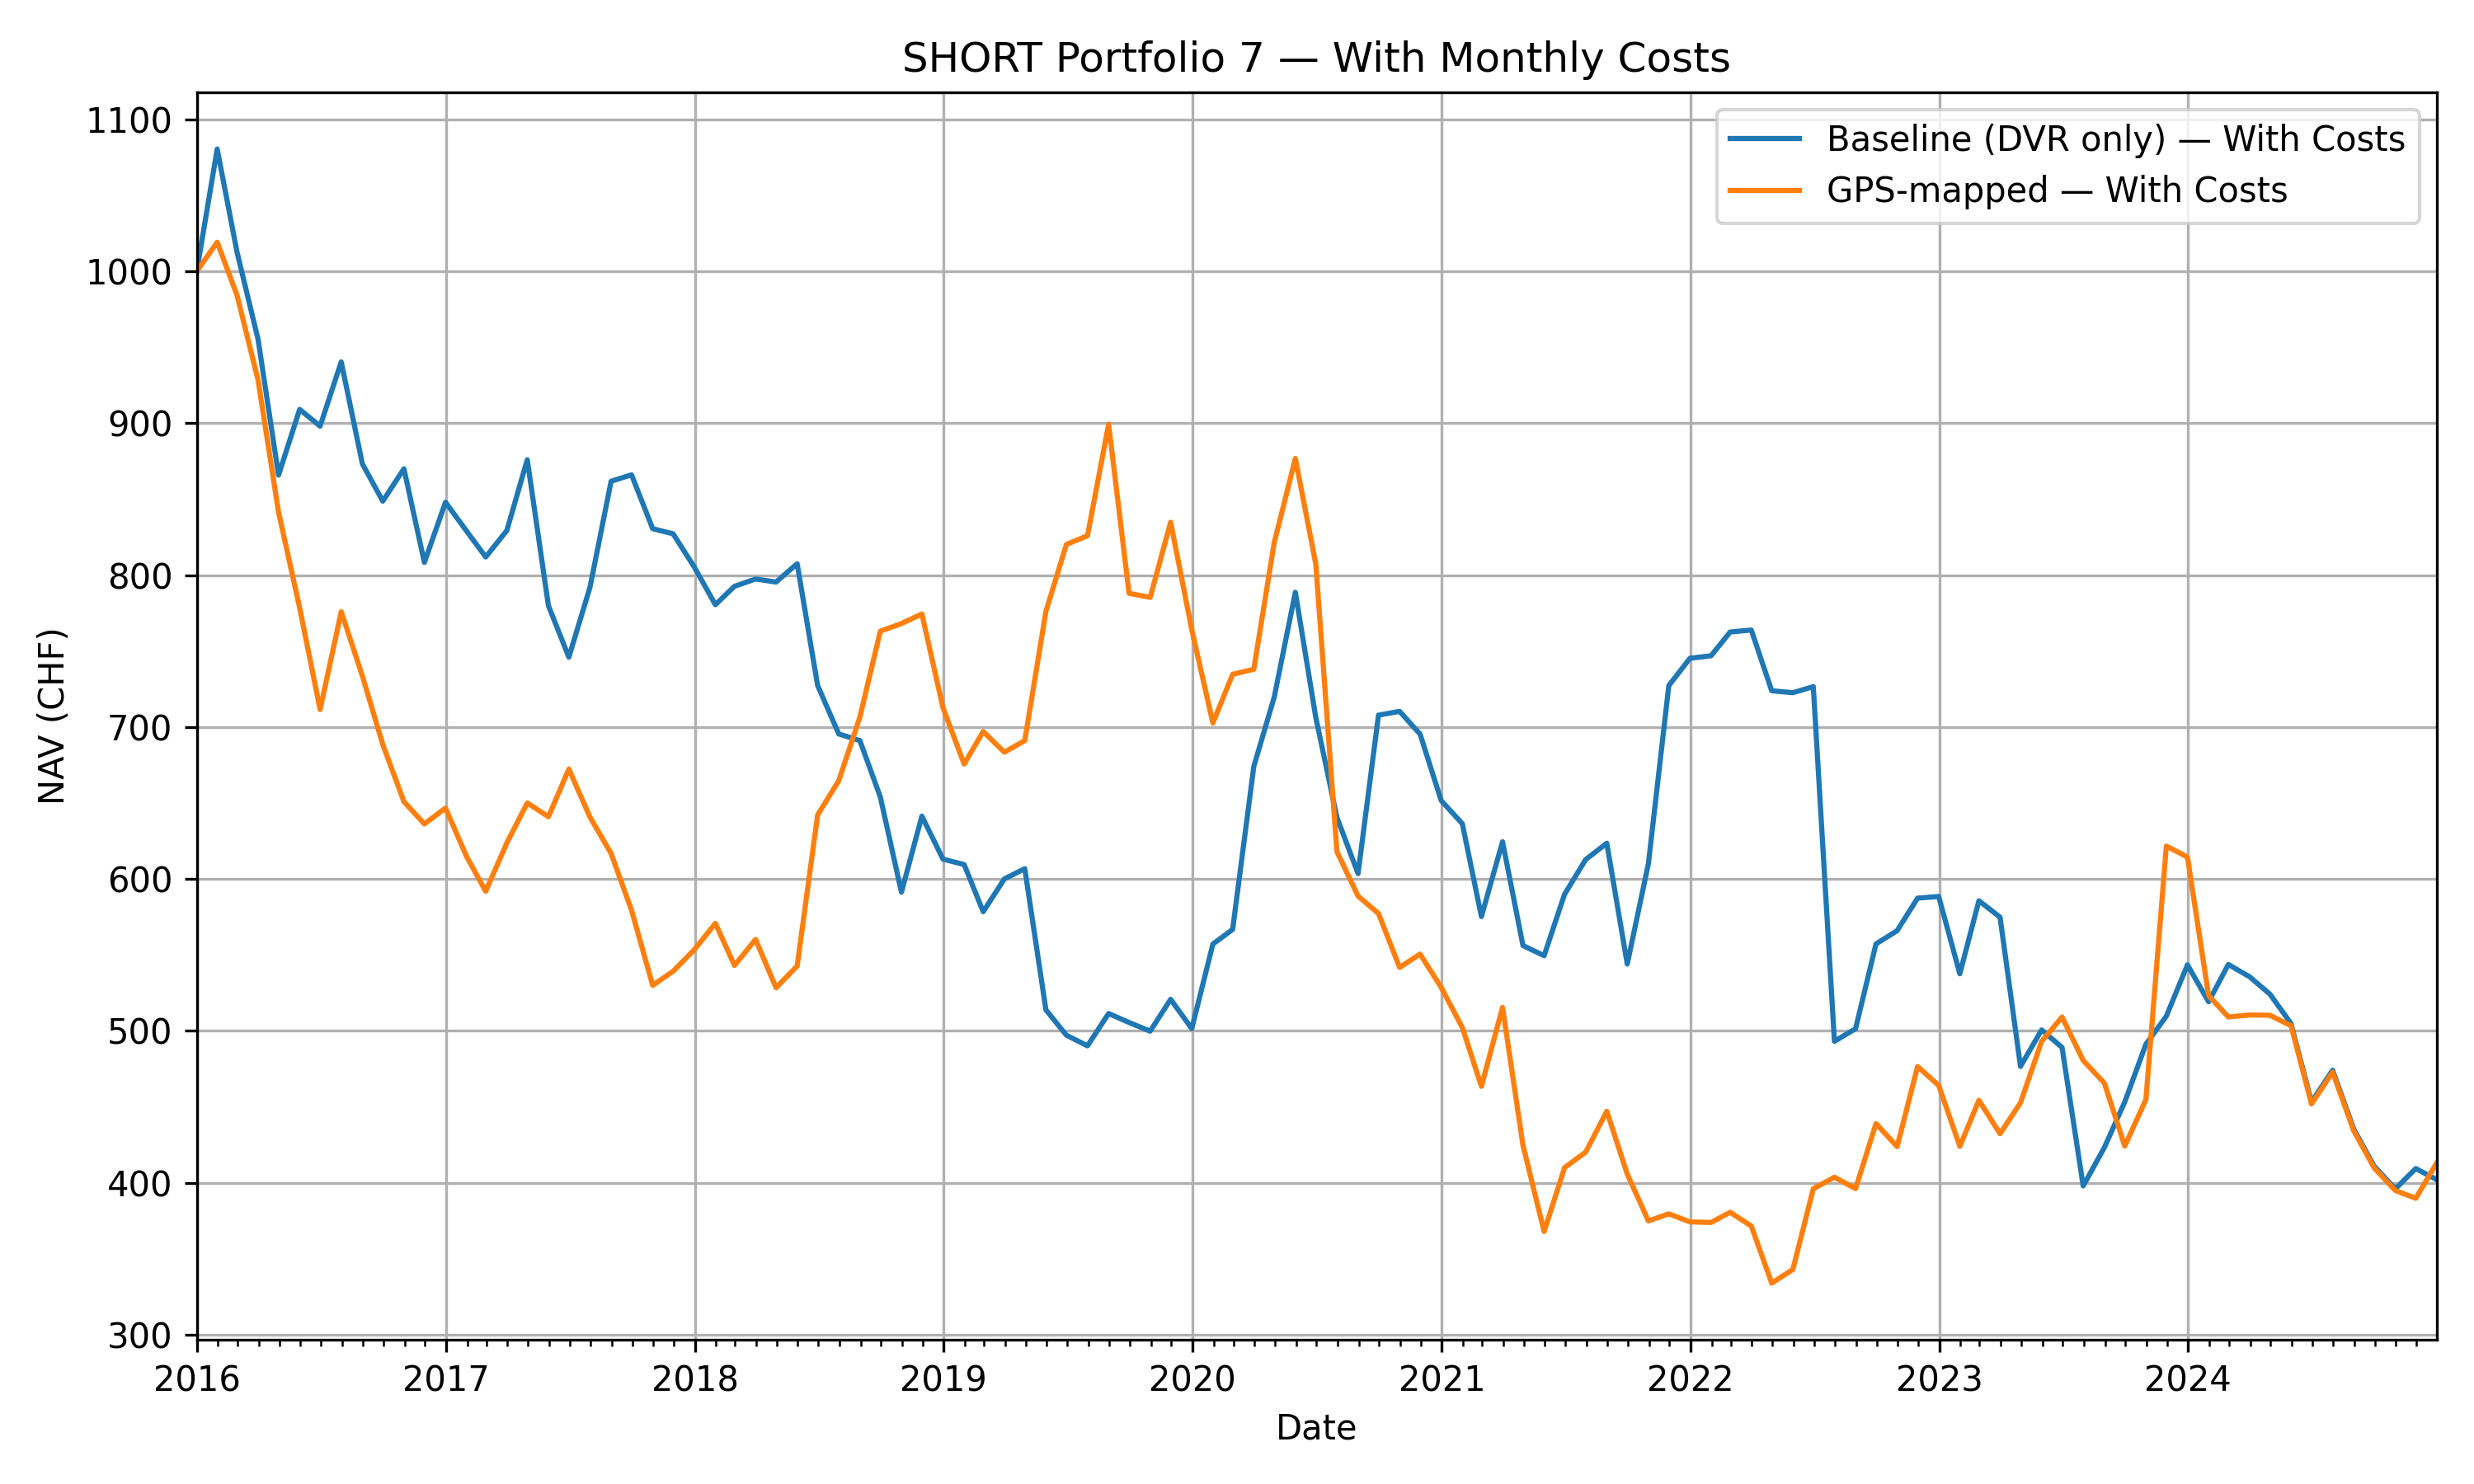 SHORT Portfolio 7 — With Monthly Costs
Baseline (DVR only) — With Costs
GPS-mapped — With Costs
NAV (CHF)
1100
1000
900
800
700
600
500
400
300
2016 2017 2018 2019 2020 2021 2022 2023 2024
Date